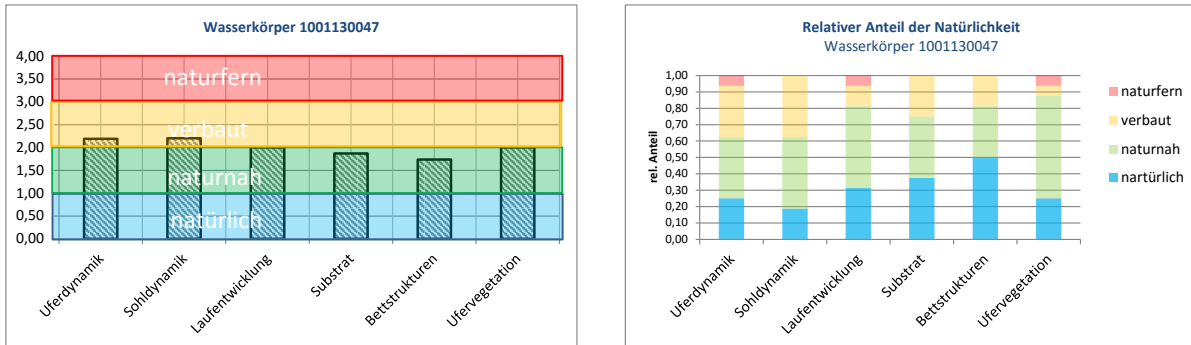 Wasserkörper 1001130047
4,00
3,50
3,00
2,50
2,00
1,50
1,00
0,50
0,00
naturfern
verbaut
naturnah
natürlich
Uferdynamik
Sohldynamik
Laufentwicklung
Substrat
Bettstrukturen
Ufervegetation
Relativer Anteil der Natürlichkeit
Wasserkörper 1001130047
rel. Anteil
1,00
0,90
0,80
0,70
0,60
0,50
0,40
0,30
0,20
0,10
0,00
Uferdynamik
Sohldynamik
Laufentwicklung
Substrat
Bettstrukturen
Ufervegetation
naturfern
verbaut
naturnah
nartürlich